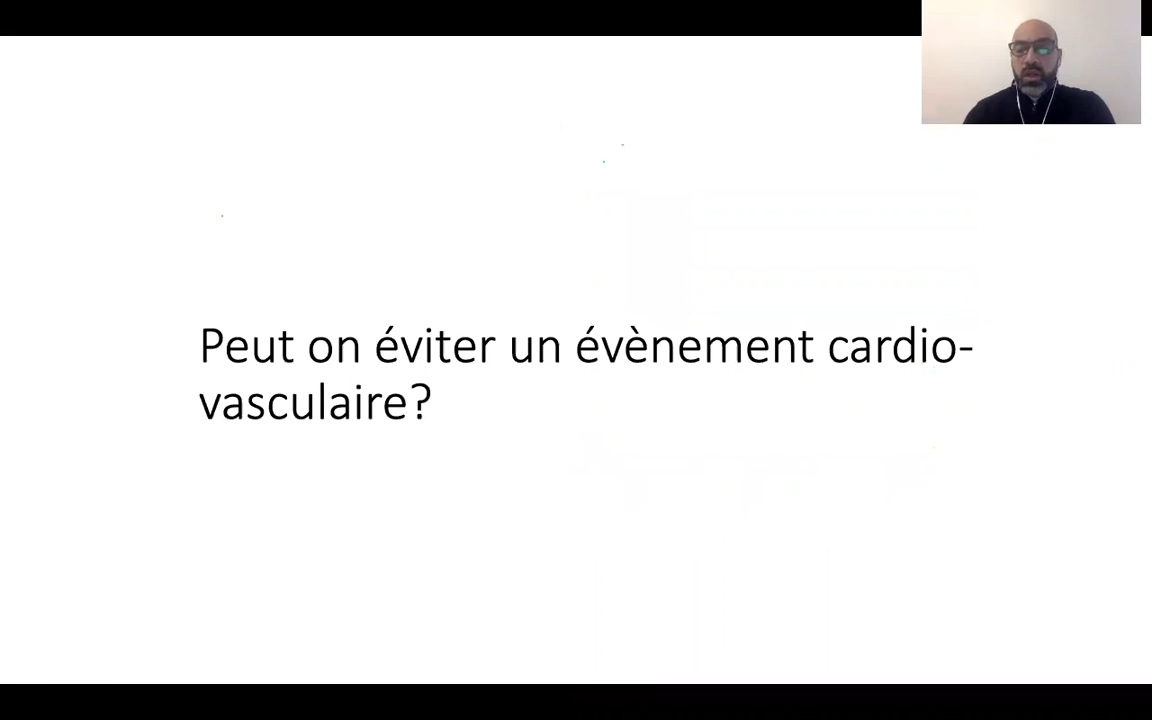 Peut on éviter un évènement cardio-
vasculaire?